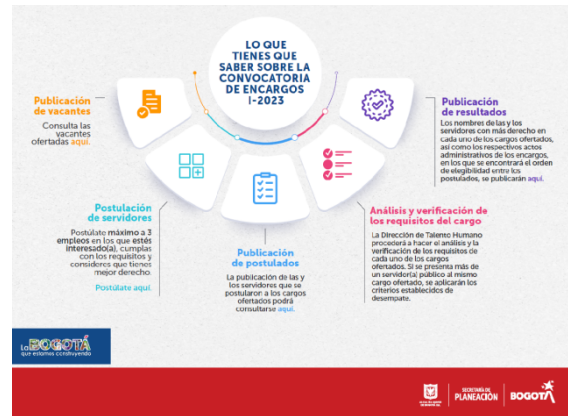 LO QUE
TIENES QUE
SABER SOBRE LA
CONVOCATORIA
DE ENCARGOS
I-2023
Publicación
de vacantes
Consulta las
vacantes
ofertadas aquí.
Postulación
de servidores
Postúlate máximo a 3
empleos en los que estés
interesado(a), cumplas
con los requisitos y
consideres que tienes
mejor derecho.
Postúlate aquí.
Publicación
de postulados
La publicación de las y
los servidores que se
postularon a los cargos
ofertados podrá
consultarse aquí.
Análisis y verificación de
los requisitos del cargo
La Dirección de Talento Humano
procederá a hacer el análisis y la
verificación de los requisitos de
cada uno de los cargos
ofertados. Si se presenta más de
un servidor(a) público al mismo
cargo ofertado, se aplicarán los
criterios establecidos de
desempate.
Publicación
de resultados
Los nombres de las y los
servidores con más derecho en
cada uno de los cargos ofertados,
así como los respectivos actos
administrativos de los encargos,
en los que se encontrará el orden
de elegibilidad entre los
postulados, se publicarán aquí.
La BOGOTÁ
que estamos construyendo
SECRETARÍA DE
PLANEACIÓN
BOGOTÁ